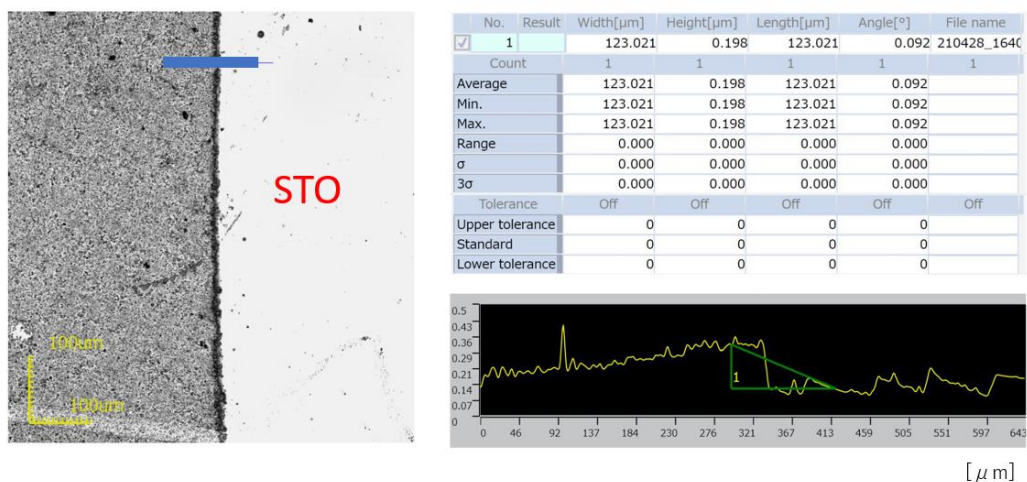 STO
100um
100um
No. Result Width[μm] Height[μm] Length[μm] Angle[°] File name
1 123.021 0.198 123.021 0.092 210428_1640
Count 1 1 1 1 1
Average 123.021 0.198 123.021 0.092
Min. 123.021 0.198 123.021 0.092
Max. 123.021 0.198 123.021 0.092
Range 0.000 0.000 0.000 0.000
σ 0.000 0.000 0.000 0.000
3σ 0.000 0.000 0.000 0.000
Tolerance Off Off Off Off Off
Upper tolerance 0 0 0 0
Standard 0 0 0 0
Lower tolerance 0 0 0 0
0.5
0.43
0.36
0.29
0.21
0.14
0.07
0
1
0 46 92 137 184 230 276 321 367 413 459 505 551 597 643
[μm]